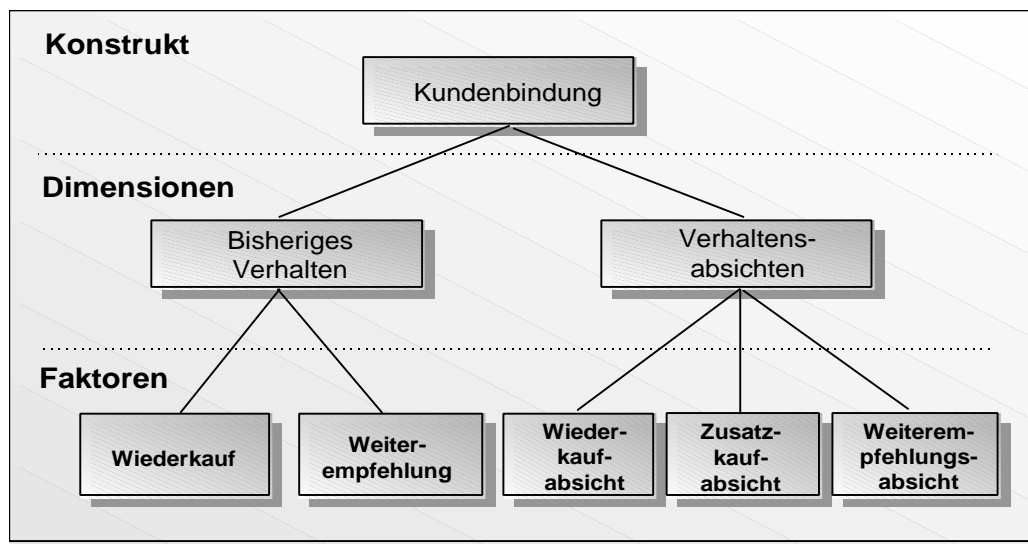 Konstrukt
Kundenbindung
Dimensionen
Bisheriges
Verhalten
Verhaltens-
absichten
Faktoren
Wiederkauf
Weiter-
empfehlung
Wieder-
kauf-
absicht
Zusatz-
kauf-
absicht
Weiterem-
pfehlungs-
absicht